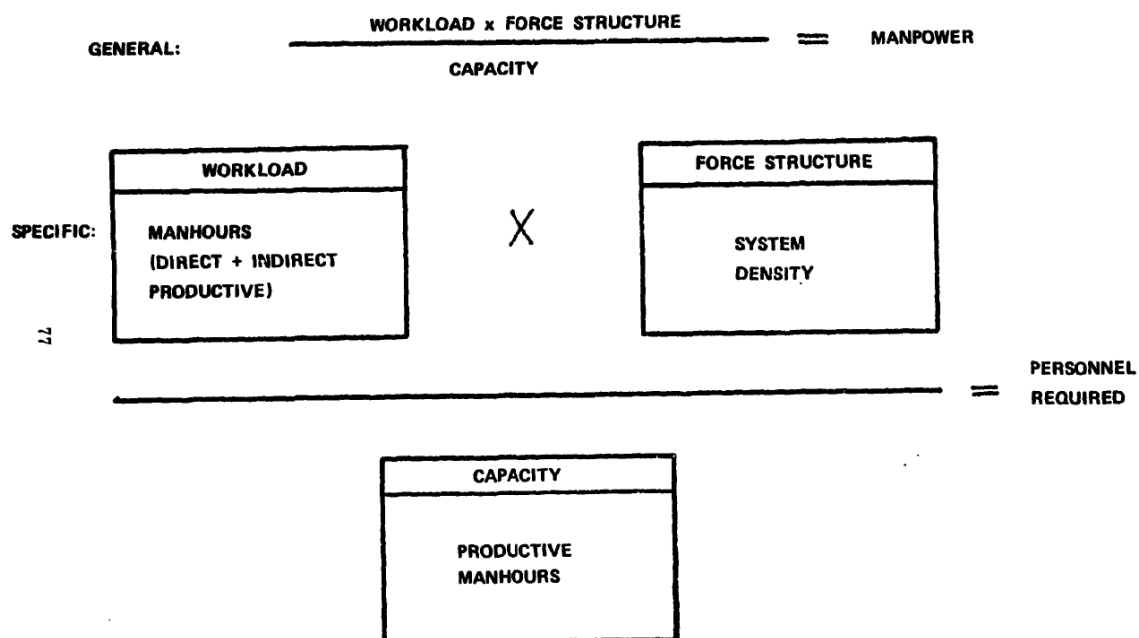 GENERAL:
WORKLOAD x FORCE STRUCTURE
CAPACITY
= MANPOWER
WORKLOAD
FORCE STRUCTURE
SPECIFIC:
MANHOURS
(DIRECT + INDIRECT
PRODUCTIVE)
X
SYSTEM
DENSITY
77
=
PERSONNEL
REQUIRED
CAPACITY
PRODUCTIVE
MANHOURS